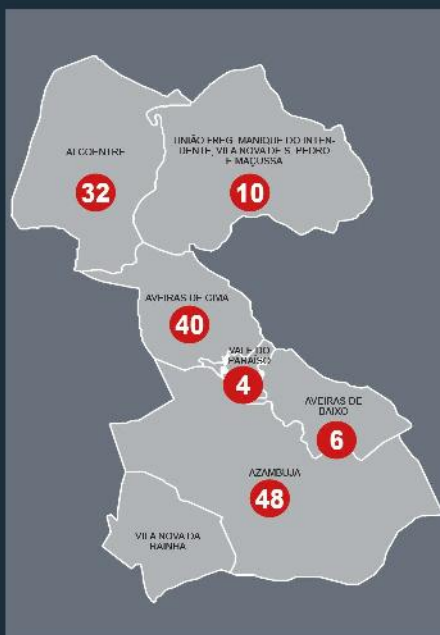 ALCOENTRE
32
UNIÃO FREG. MANIQUE DO INTEN-
DENTE, VILA NOVA DE S. PEDRO
E MAÇUSSA
10
AVEIRAS DE CIMA
40
VALE DO
PARAÍSO
4
AVEIRAS DE
BAIXO
6
AZAMBUJA
48
VILA NOVA DA
RAINHA